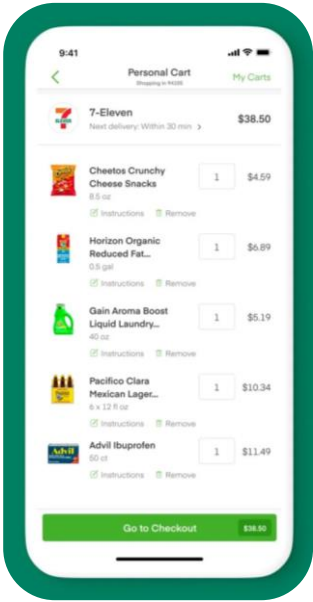 9:41
Personal Cart
My Carts
7-Eleven
$38.50
Next delivery: Within 30 min
Cheetos Crunchy
Cheese Snacks
1
$4.59
8.5 oz
Instructions Remove
Horizon Organic
Reduced Fat...
1
$6.89
0.5 gal
Instructions Remove
Gain Aroma Boost
Liquid Laundry...
1
$5.19
40 oz
Instructions Remove
Pacifico Clara
Mexican Lager...
1
$10.34
6 x 12 fl oz
Instructions Remove
Advil
Advil Ibuprofen
1
$11.49
50 ct
Instructions Remove
Go to Checkout
$38.50